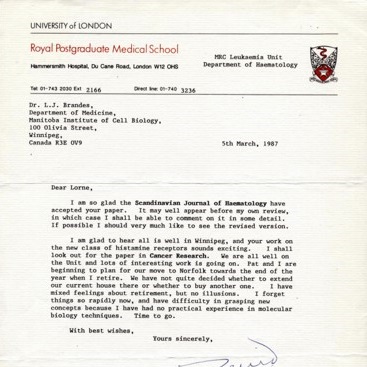 UNIVERSITY of LONDON
Royal Postgraduate Medical School
Hammersmith Hospital, Du Cane Road, London W12 OHS
MRC Leukaemia Unit
Department of Haematology
Tel: 01-743 2030 Ext 2166 Direct line: 01-740 3236
Dr. L.J. Brandes,
Department of Medicine,
Manitoba Institute of Cell Biology,
100 Olivia Street,
Winnipeg,
Canada R3E OV9
5th March, 1987
Dear Lorne,
I am so glad the Scandinavian Journal of Haematology have
accepted your paper. It may well appear before my own review,
in which case I shall be able to comment on it in some detail.
If possible I should very much like to see the revised version.
I am glad to hear all is well in Winnipeg, and your work on
the new class of histamine receptors sounds exciting. I shall
look out for the paper in Cancer Research. We are all well on
the Unit and lots of interesting work is going on. Pat and I are
beginning to plan for our move to Norfolk towards the end of
the year when I retire. We have not quite decided whether to extend
our current house there or whether to buy another one. I have
mixed feelings about retirement, but no illusions. I forget
things so rapidly now, and have difficulty in grasping new
concepts because I have had no practical experience in molecular
biology techniques. Time to go.
With best wishes,
Yours sincerely,
David